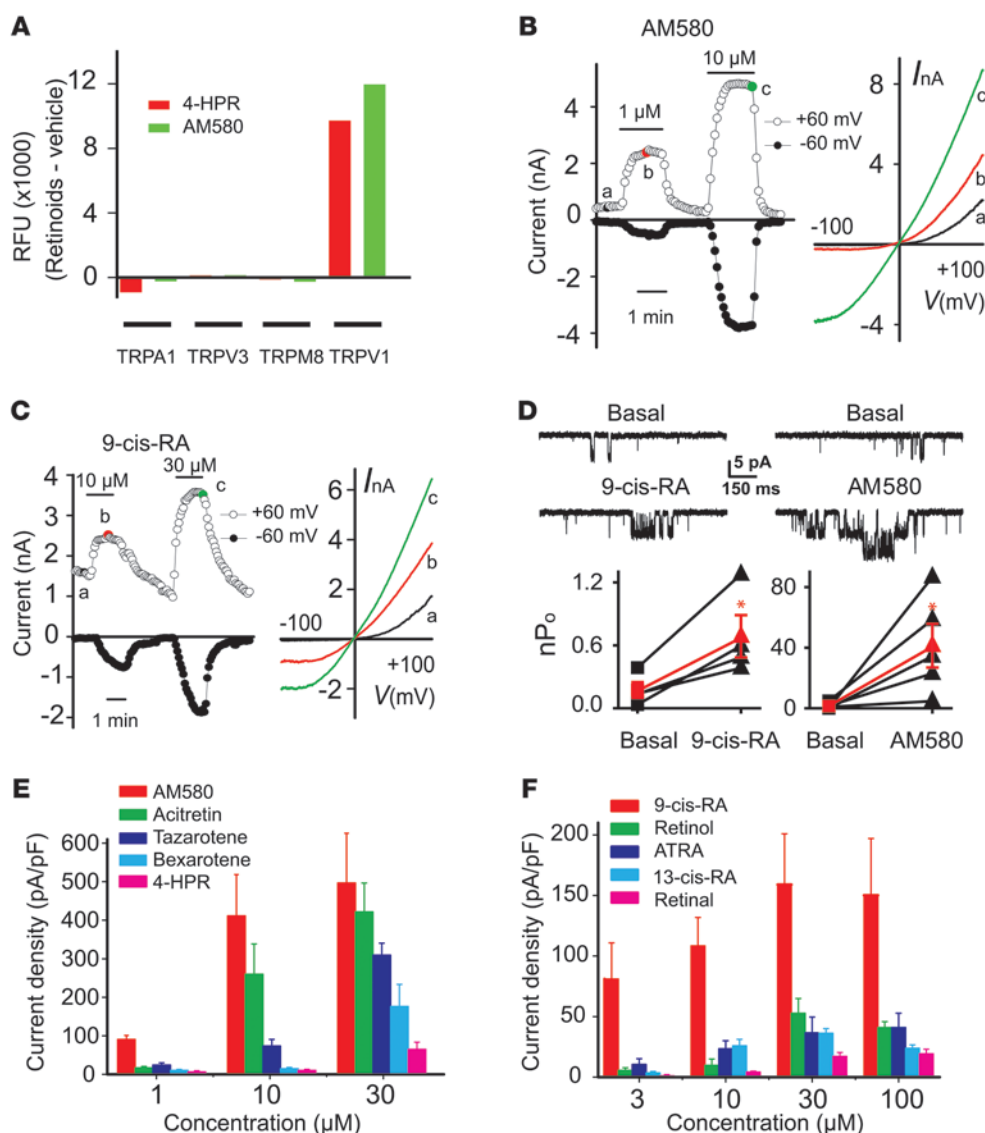 A
RFU (x1000)
(Retinoids - vehicle)
12
8
4
0
4
4-HPR
AM580
TRPA1
TRPV3
TRPM8
TRPV1
B
AM580
10 μM
1 μM
Current (nA)
4
2
0
-2
-4
a
b
c
+60 mV
-60 mV
1 min
InA
8
4
-4
c
b
a
-100
+100
V(mV)
C
9-cis-RA
30 μM
10 μM
Current (nA)
4
3
2
1
0
-1
-2
a
b
c
+60 mV
-60 mV
1 min
InA
6
4
2
-2
c
b
a
-100
+100
V(mV)
D
Basal
Basal
5 pA
150 ms
9-cis-RA
AM580
nPo
1.2
0.6
0.0
*
Basal
9-cis-RA
80
40
0
*
Basal
AM580
E
AM580
Acitretin
Tazarotene
Bexarotene
4-HPR
Current density (pA/pF)
600
500
400
300
200
100
0
1
10
30
Concentration (μM)
F
9-cis-RA
Retinol
ATRA
13-cis-RA
Retinal
Current density (pA/pF)
200
150
100
50
0
3
10
30
100
Concentration (μM)